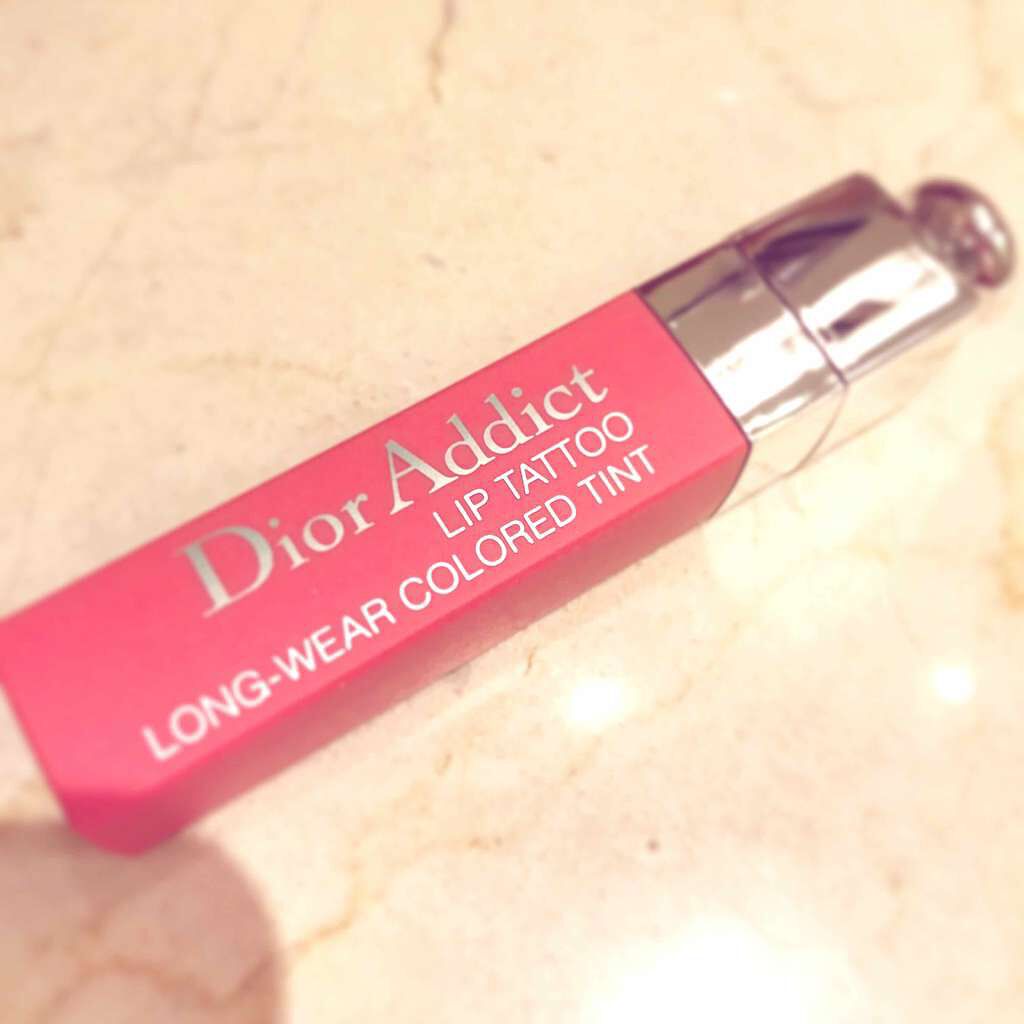 Dior Addict
LIP TATTOO
LONG-WEAR COLORED TINT